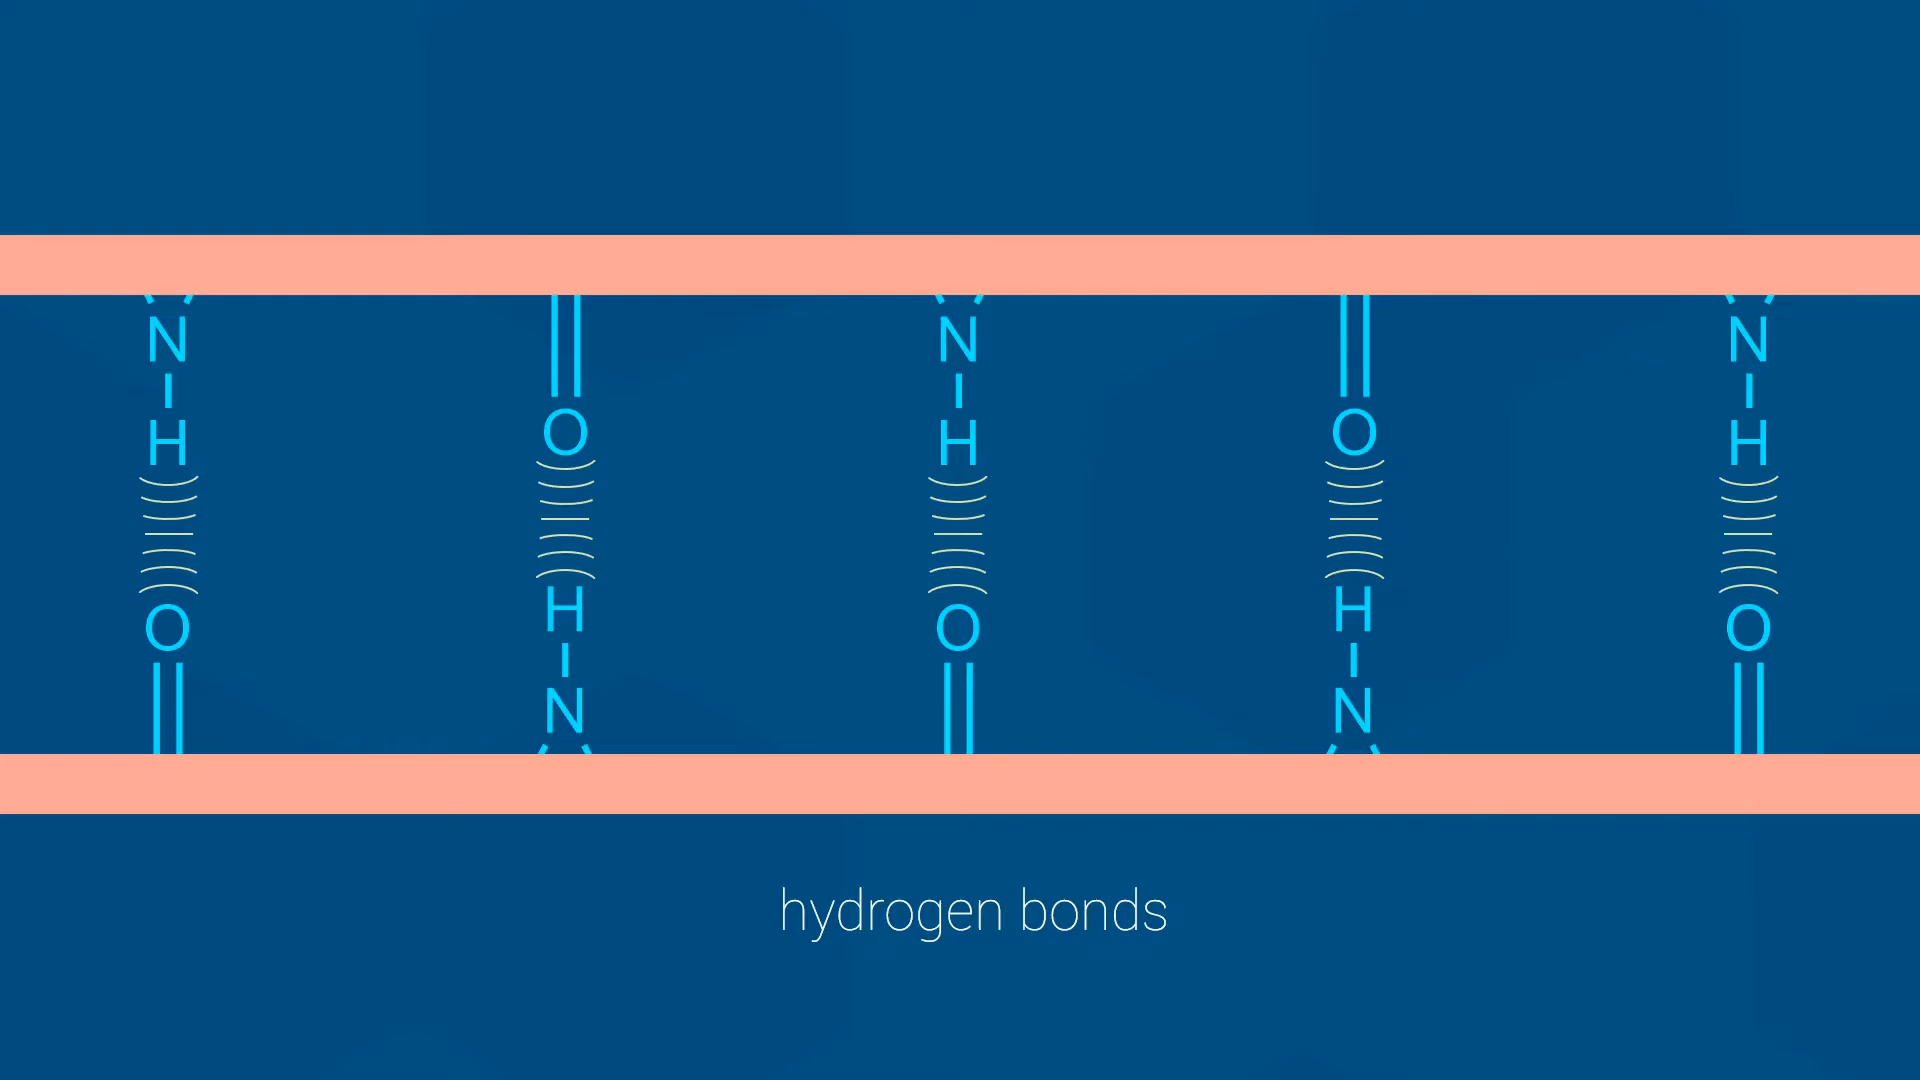 N O N O N
H H H
O H O H O
N N
hydrogen bonds